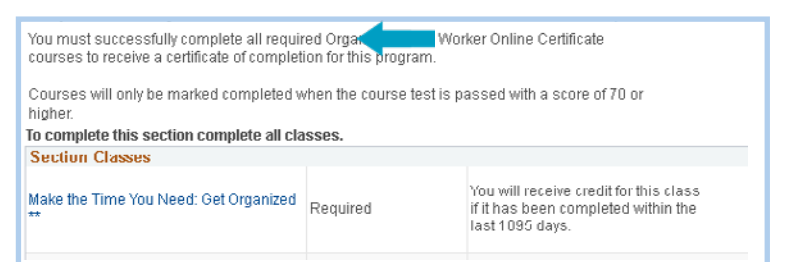 You must successfully complete all required Worker Online Certificate
courses to receive a certificate of completion for this program.
Courses will only be marked completed when the course test is passed with a score of 70 or
higher.
To complete this section complete all classes.
Section Classes
Make the Time You Need: Get Organized
**
Required
You will receive credit for this class
if it has been completed within the
last 1095 days.